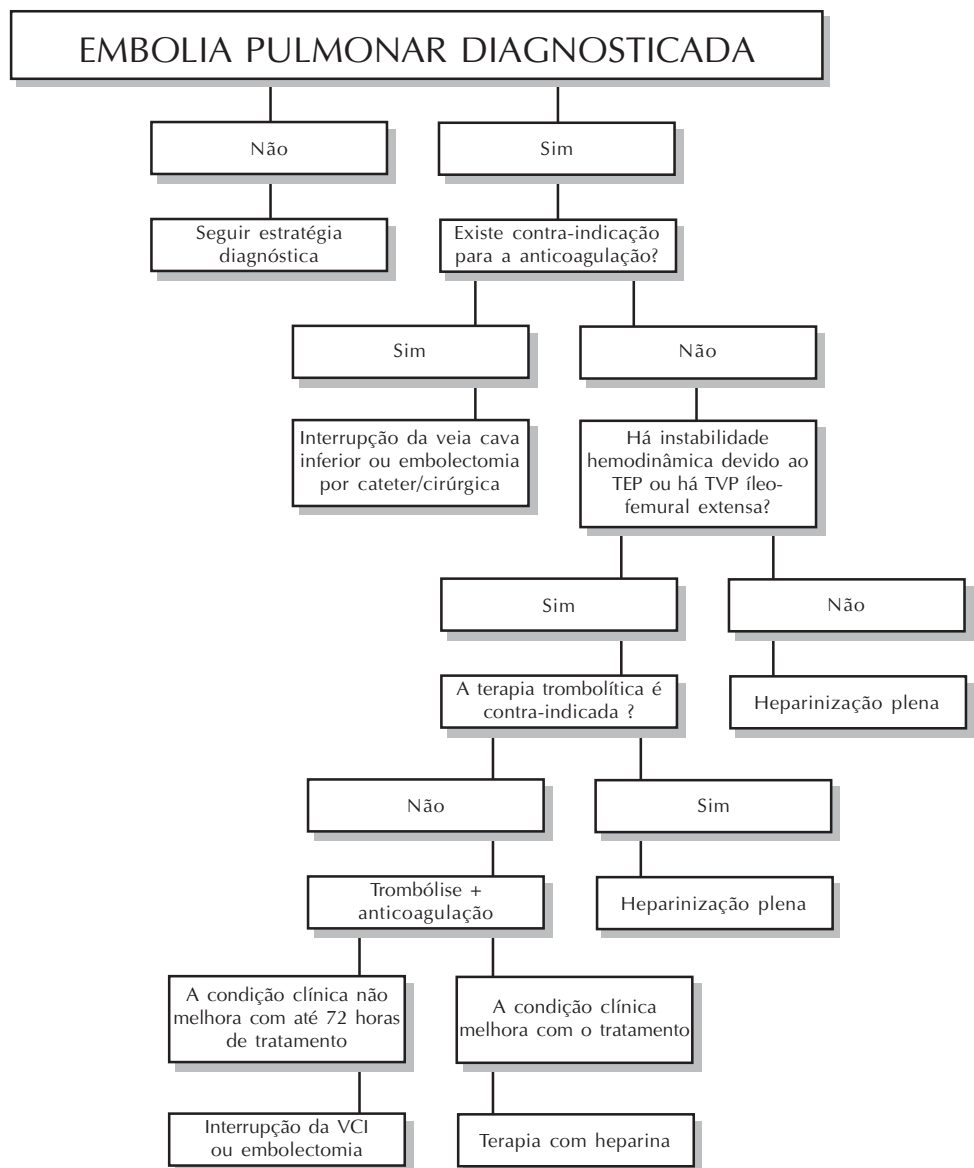 EMBOLIA PULMONAR DIAGNOSTICADA
Não
Sim
Seguir estratégia
diagnóstica
Existe contra-indicação
para a anticoagulação?
Sim
Não
Interrupção da veia cava
inferior ou embolectomia
por cateter/cirúrgica
Há instabilidade
hemodinâmica devido ao
TEP ou há TVP íleo-
femural extensa?
Sim
Não
A terapia trombolítica é
contra-indicada ?
Heparinização plena
Não
Sim
Trombólise +
anticoagulação
Heparinização plena
A condição clínica não
melhora com até 72 horas
de tratamento
A condição clínica
melhora com o tratamento
Interrupção da VCI
ou embolectomia
Terapia com heparina